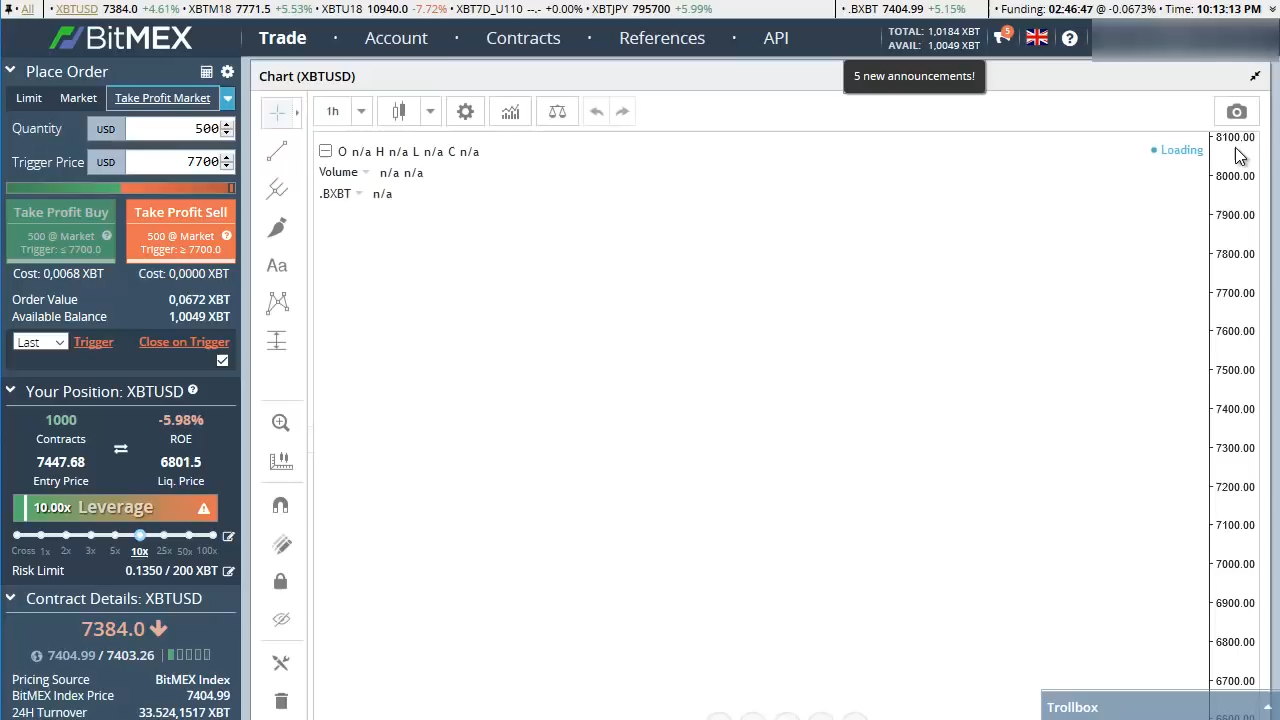 All XBTUSD 7384.0 +4.61% • XBTM18 7771.5 +5.53% • XBTU18 10940.0 -7.72% • XBT7D_U110 --.- +0.00% • XBTJPY 795700 +5.99% • .BXBT 7404.99 +5.15% • Funding: 02:46:47 @ -0.0673% • Time: 10:13:13 PM
BitMEX
Trade • Account • Contracts • References • API
TOTAL: 1,0184 XBT
AVAIL: 1,0049 XBT
5
Place Order
Limit Market Take Profit Market
Quantity USD 500
Trigger Price USD 7700
Take Profit Buy
500 @ Market
Trigger: ≤ 7700.0
Take Profit Sell
500 @ Market
Trigger: ≥ 7700.0
Cost: 0,0068 XBT Cost: 0,0000 XBT
Order Value 0,0672 XBT
Available Balance 1,0049 XBT
Last Trigger Close on Trigger
Your Position: XBTUSD
1000 -5.98%
Contracts ROE
7447.68 6801.5
Entry Price Liq. Price
10.00x Leverage
Cross 1x 2x 3x 5x 10x 25x 50x 100x
Risk Limit 0.1350 / 200 XBT
Contract Details: XBTUSD
7384.0
7404.99 / 7403.26
Pricing Source BitMEX Index
BitMEX Index Price 7404.99
24H Turnover 33.524,1517 XBT
Chart (XBTUSD)
5 new announcements!
1h
O n/a H n/a L n/a C n/a
Volume n/a n/a
.BXBT n/a
Aa
Loading
8100.00
8000.00
7900.00
7800.00
7700.00
7600.00
7500.00
7400.00
7300.00
7200.00
7100.00
7000.00
6900.00
6800.00
6700.00
Trollbox